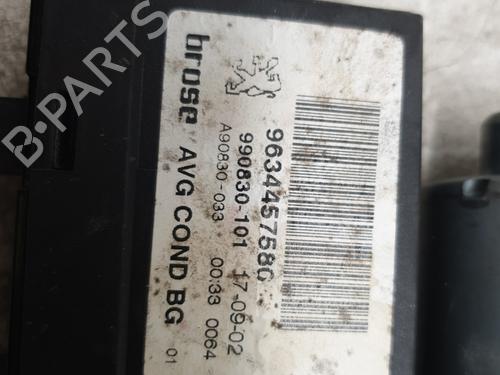 B-PARTS
9634457580
990830-101 17-09-02
A90830-033 00:33 0064
brose AVG COND BG 01